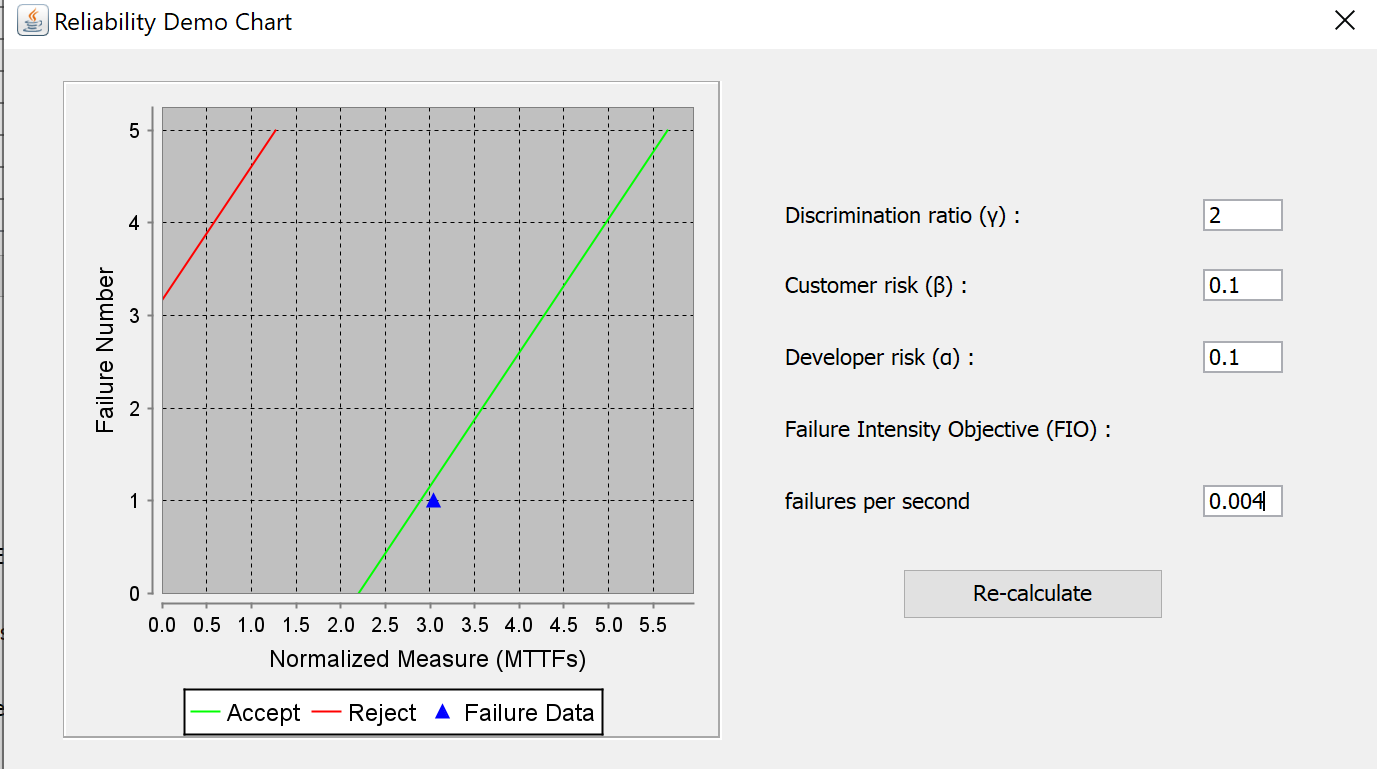 Reliability Demo Chart
5
4
3
2
1
0
Failure Number
0.0 0.5 1.0 1.5 2.0 2.5 3.0 3.5 4.0 4.5 5.0 5.5
Normalized Measure (MTTFs)
Accept Reject Failure Data
Discrimination ratio (γ) : 2
Customer risk (β) : 0.1
Developer risk (α) : 0.1
Failure Intensity Objective (FIO) :
failures per second 0.004
Re-calculate